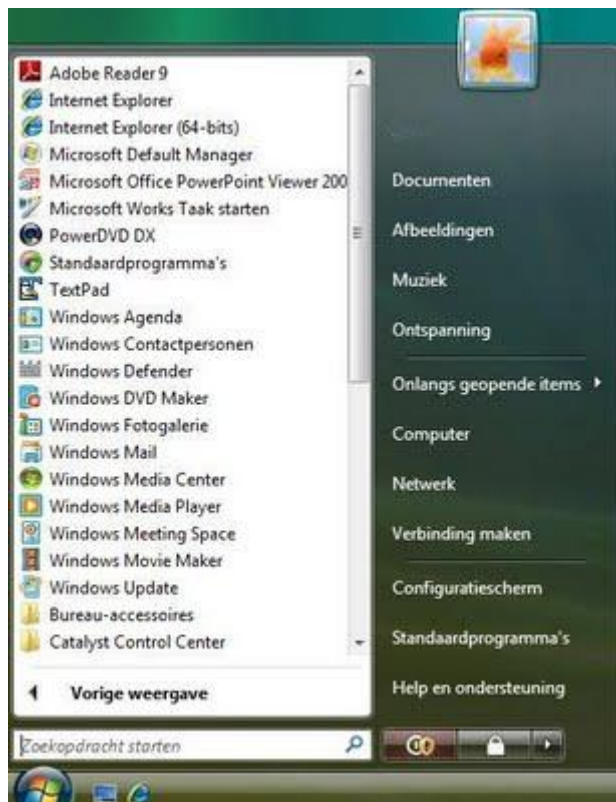 Adobe Reader 9
Internet Explorer
Internet Explorer (64-bits)
Microsoft Default Manager
Microsoft Office PowerPoint Viewer 200
Microsoft Works Taak starten
PowerDVD DX
Standaardprogramma's
TextPad
Windows Agenda
Windows Contactpersonen
Windows Defender
Windows DVD Maker
Windows Fotogalerie
Windows Mail
Windows Media Center
Windows Media Player
Windows Meeting Space
Windows Movie Maker
Windows Update
Bureau-accessoires
Catalyst Control Center
Vorige weergave
Zoekopdracht starten
Documenten
Afbeeldingen
Muziek
Ontspanning
Onlangs geopende items
Computer
Netwerk
Verbinding maken
Configuratiescherm
Standaardprogramma's
Help en ondersteuning